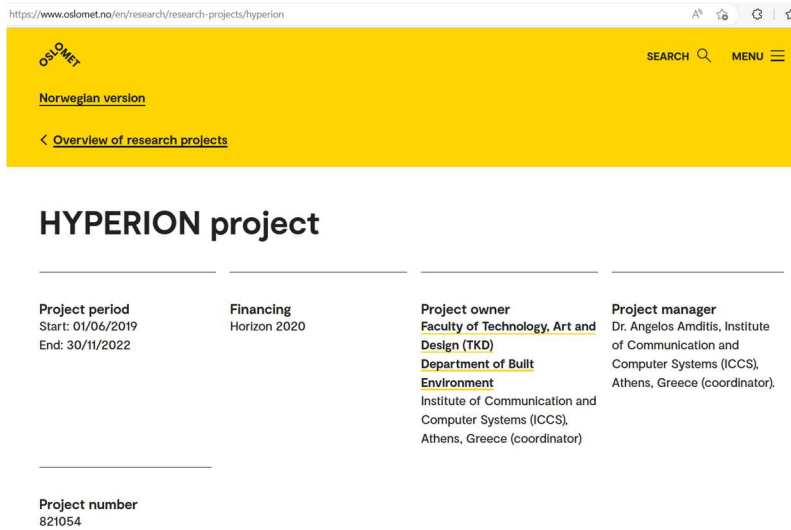 https://www.oslomet.no/en/research/research-projects/hyperion
OSLOMET
SEARCH
MENU
Norwegian version
Overview of research projects
HYPERION project
Project period
Start: 01/06/2019
End: 30/11/2022
Financing
Horizon 2020
Project owner
Faculty of Technology, Art and
Design (TKD)
Department of Built
Environment
Institute of Communication and
Computer Systems (ICCS),
Athens, Greece (coordinator)
Project manager
Dr. Angelos Amditis, Institute
of Communication and
Computer Systems (ICCS),
Athens, Greece (coordinator).
Project number
821054